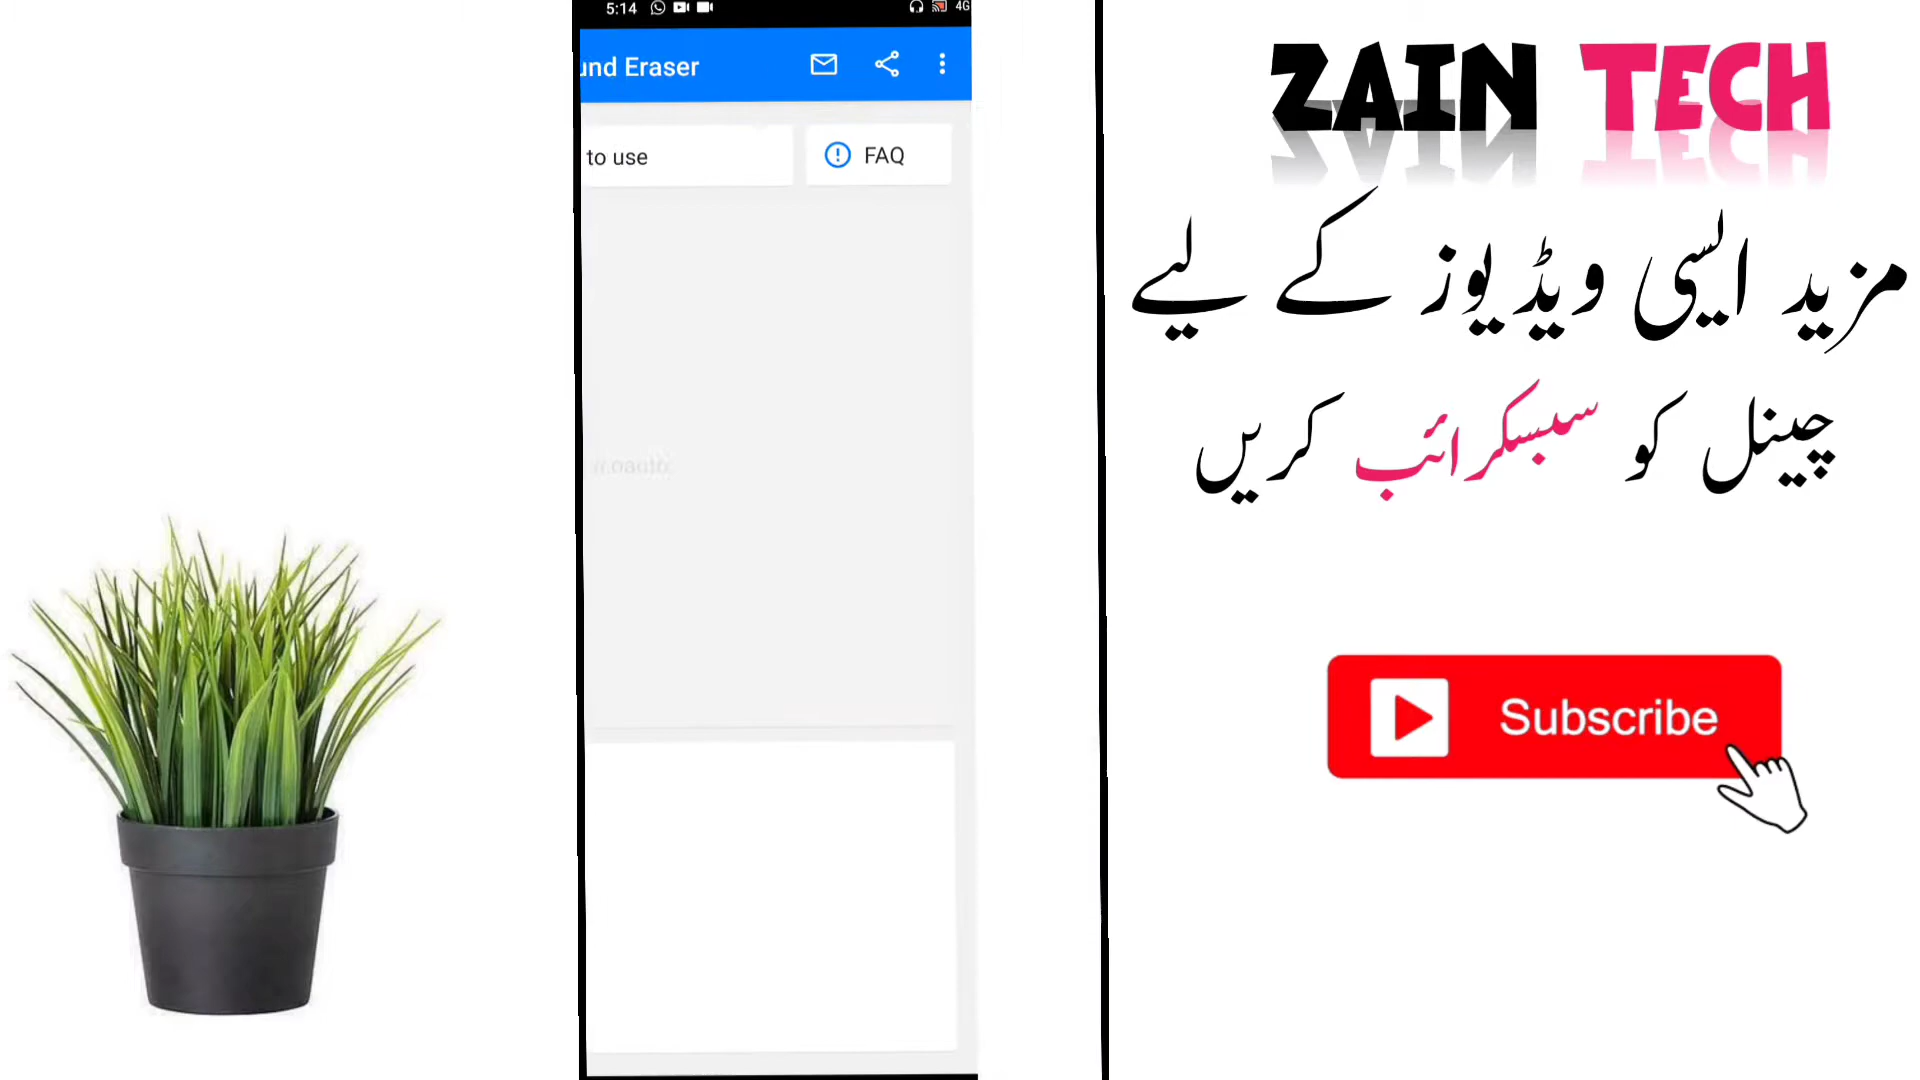 5:14 4G
und Eraser
to use
FAQ
ZAIN TECH
مزید ایسی ویڈیوز کے لیے
چینل کو سبسکرائب کریں
Subscribe